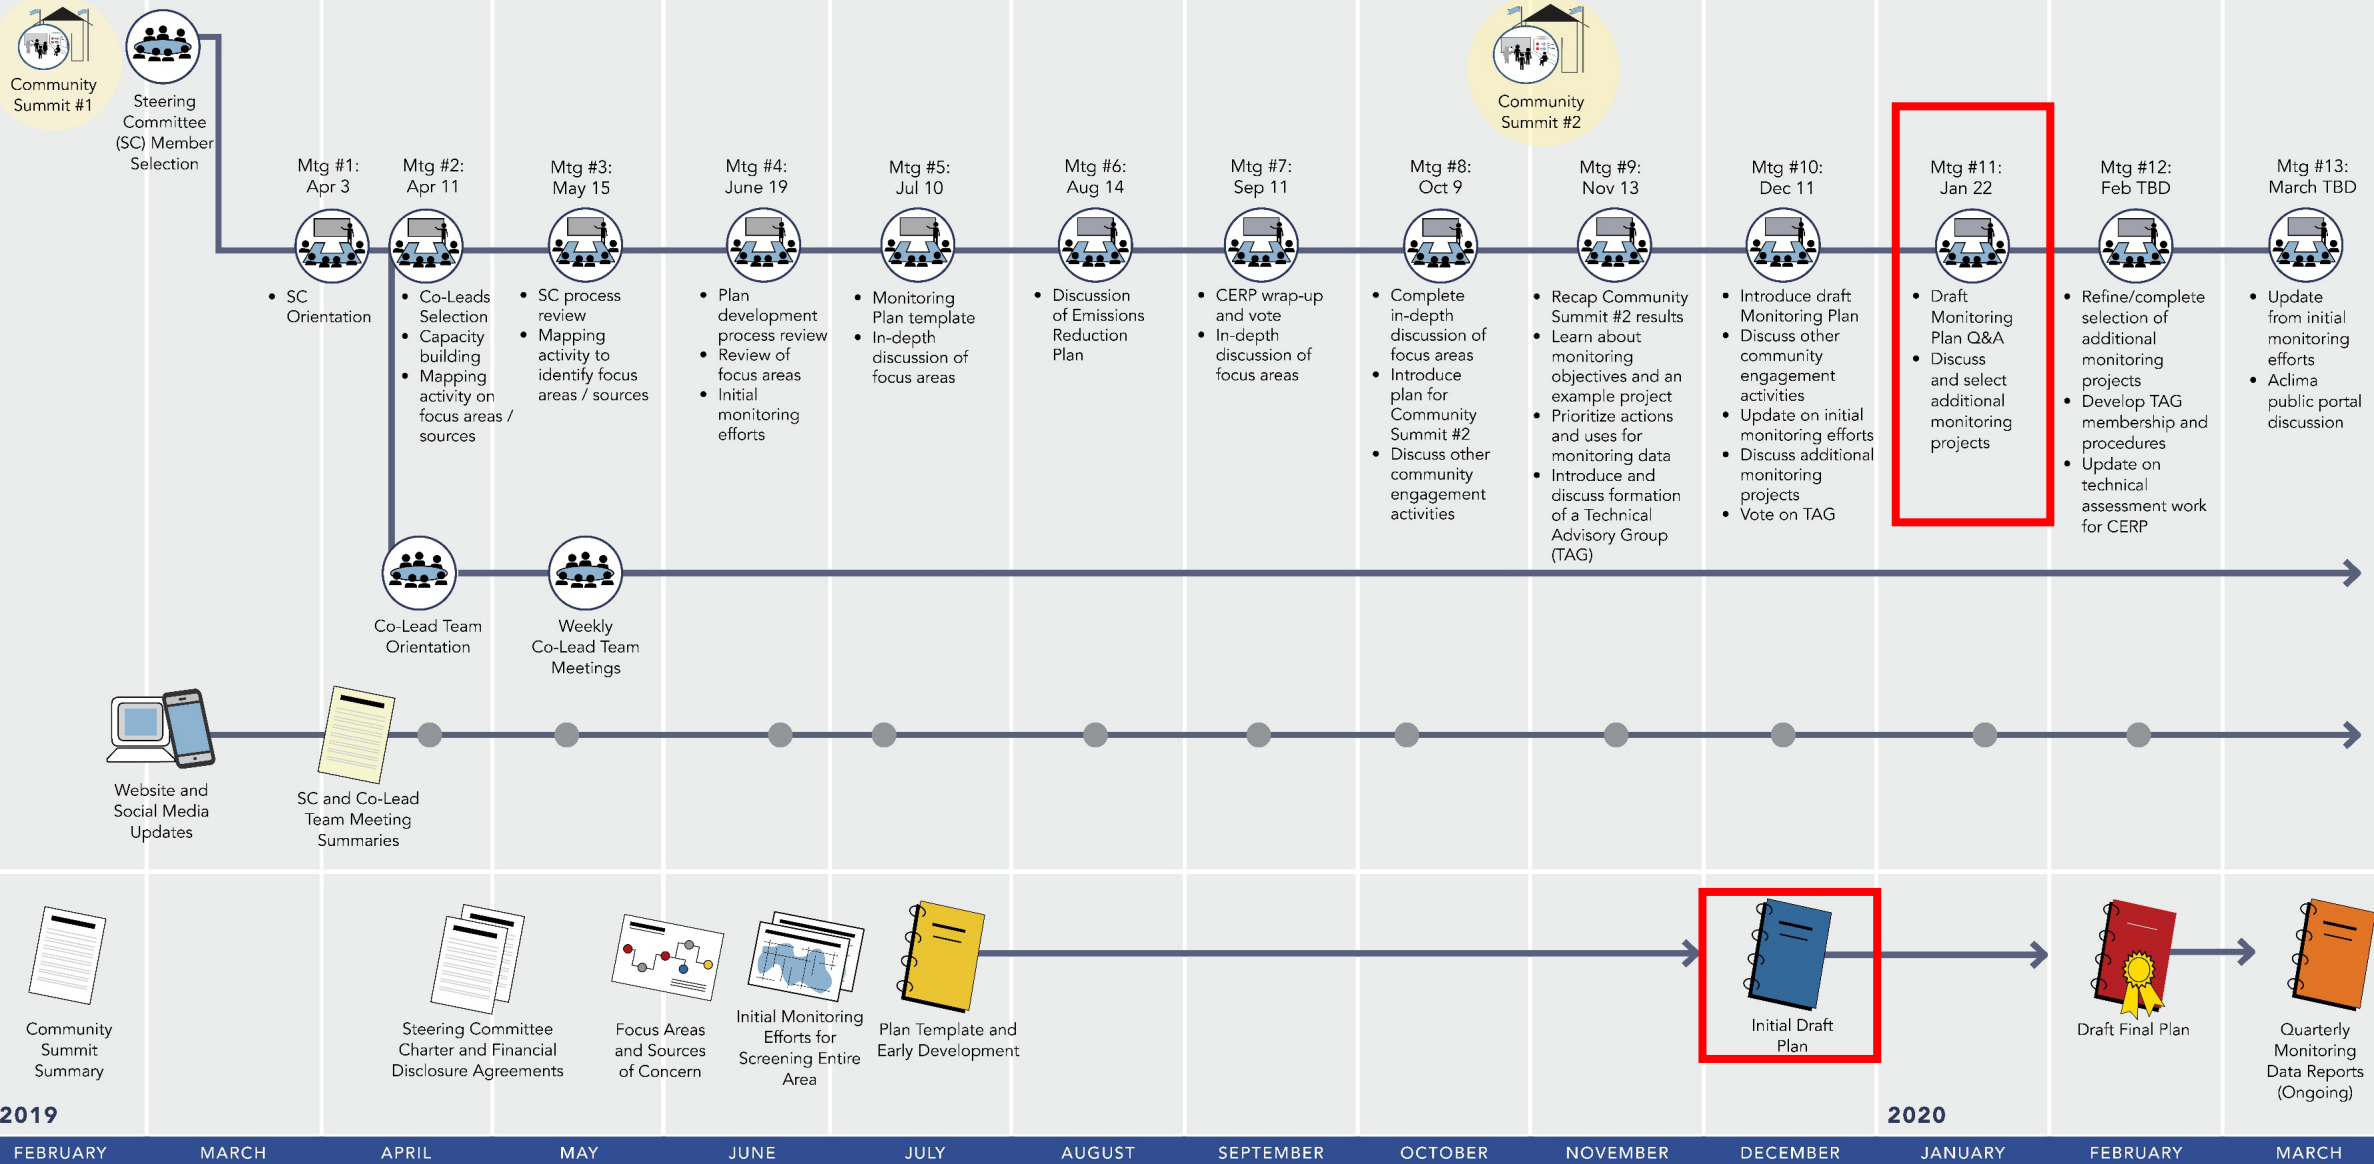 Community
Summit #1
Steering
Committee
(SC) Member
Selection
Community
Summit #2
Mtg #1:
Apr 3
• SC
Orientation
Mtg #2:
Apr 11
• Co-Leads
Selection
• Capacity
building
• Mapping
activity on
focus areas /
sources
Mtg #3:
May 15
• SC process
review
• Mapping
activity to
identify focus
areas / sources
Mtg #4:
June 19
• Plan
development
process review
• Review of
focus areas
• Initial
monitoring
efforts
Mtg #5:
Jul 10
• Monitoring
Plan template
• In-depth
discussion of
focus areas
Mtg #6:
Aug 14
• Discussion
of Emissions
Reduction
Plan
Mtg #7:
Sep 11
• CERP wrap-up
and vote
• In-depth
discussion of
focus areas
Mtg #8:
Oct 9
• Complete
in-depth
discussion of
focus areas
• Introduce
plan for
Community
Summit #2
• Discuss other
community
engagement
activities
Mtg #9:
Nov 13
• Recap Community
Summit #2 results
• Learn about
monitoring
objectives and an
example project
• Prioritize actions
and uses for
monitoring data
• Introduce and
discuss formation
of a Technical
Advisory Group
(TAG)
Mtg #10:
Dec 11
• Introduce draft
Monitoring Plan
• Discuss other
community
engagement
activities
• Update on initial
monitoring efforts
• Discuss additional
monitoring
projects
• Vote on TAG
Mtg #11:
Jan 22
• Draft
Monitoring
Plan Q&A
• Discuss
and select
additional
monitoring
projects
Mtg #12:
Feb TBD
• Refine/complete
selection of
additional
monitoring
projects
• Develop TAG
membership and
procedures
• Update on
technical
assessment work
for CERP
Mtg #13:
March TBD
• Update
from initial
monitoring
efforts
• Aclima
public portal
discussion
Co-Lead Team
Orientation
Weekly
Co-Lead Team
Meetings
Website and
Social Media
Updates
SC and Co-Lead
Team Meeting
Summaries
Community
Summit
Summary
Steering Committee
Charter and Financial
Disclosure Agreements
Focus Areas
and Sources
of Concern
Initial Monitoring
Efforts for
Screening Entire
Area
Plan Template and
Early Development
Initial Draft
Plan
Draft Final Plan
Quarterly
Monitoring
Data Reports
(Ongoing)
2019
2020
FEBRUARY
MARCH
APRIL
MAY
JUNE
JULY
AUGUST
SEPTEMBER
OCTOBER
NOVEMBER
DECEMBER
JANUARY
FEBRUARY
MARCH